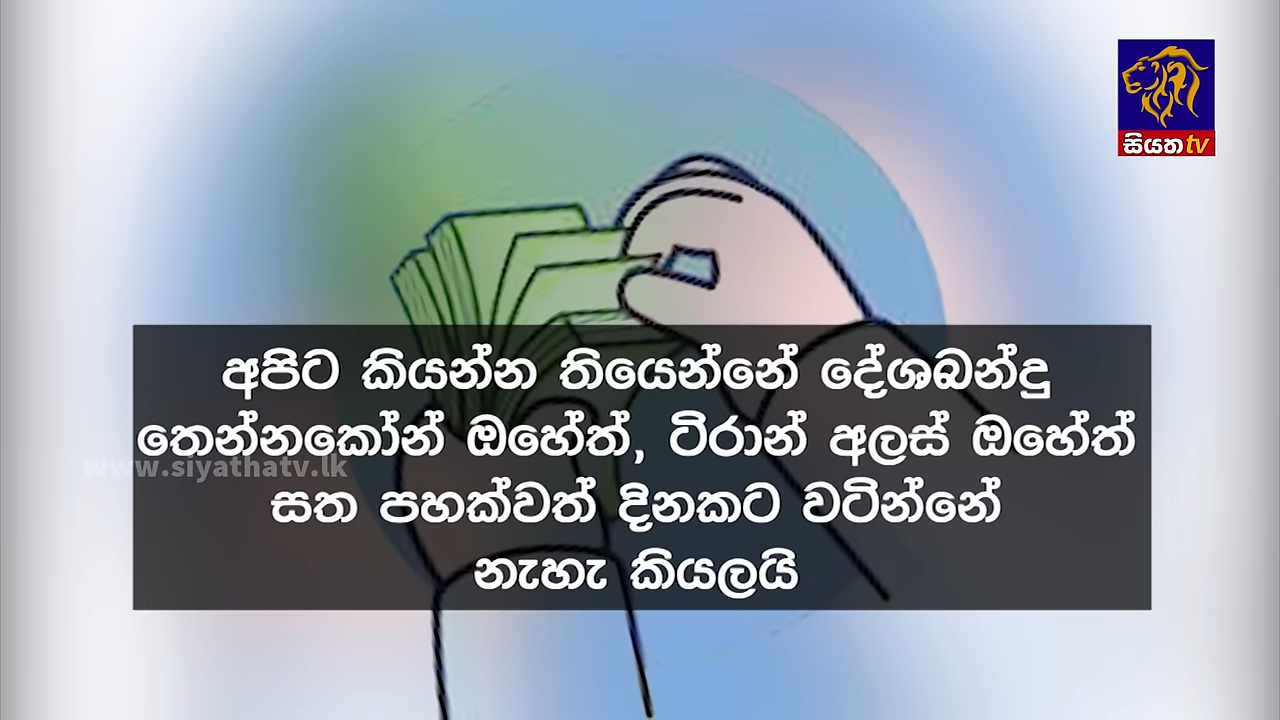 සියත tv
අපිට කියන්න තියෙන්නේ දේශබන්දු
තෙන්නකෝන් ඔහේත්, ටිරාන් අලස් ඔහේත්
www.siyathatv.lk
සත පහක්වත් දිනකට වටින්නේ
නැහැ කියලයි